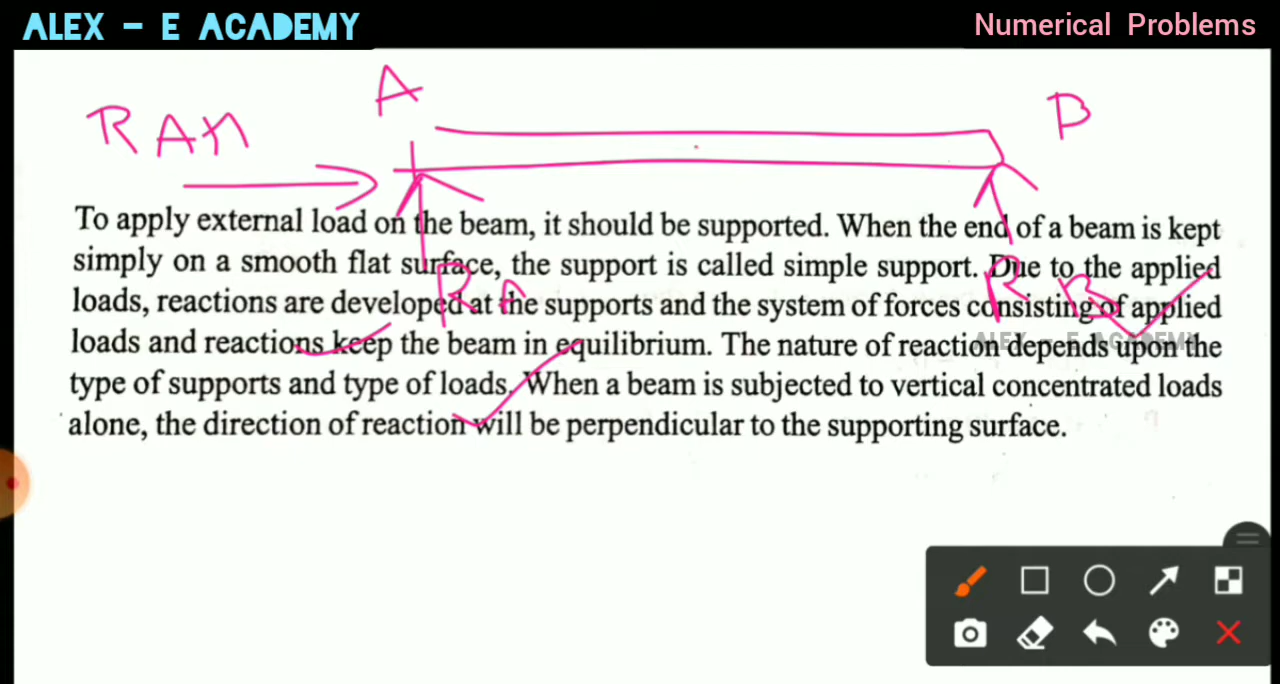 ALEX – E ACADEMY
Numerical Problems
A
B
RAH
To apply external load on the beam, it should be supported. When the end of a beam is kept
simply on a smooth flat surface, the support is called simple support. Due to the applied
loads, reactions are developed at the supports and the system of forces consisting of applied
RA
RB
loads and reactions keep the beam in equilibrium. The nature of reaction depends upon the
ALEX – E ACADEMY
type of supports and type of loads. When a beam is subjected to vertical concentrated loads
alone, the direction of reaction will be perpendicular to the supporting surface.